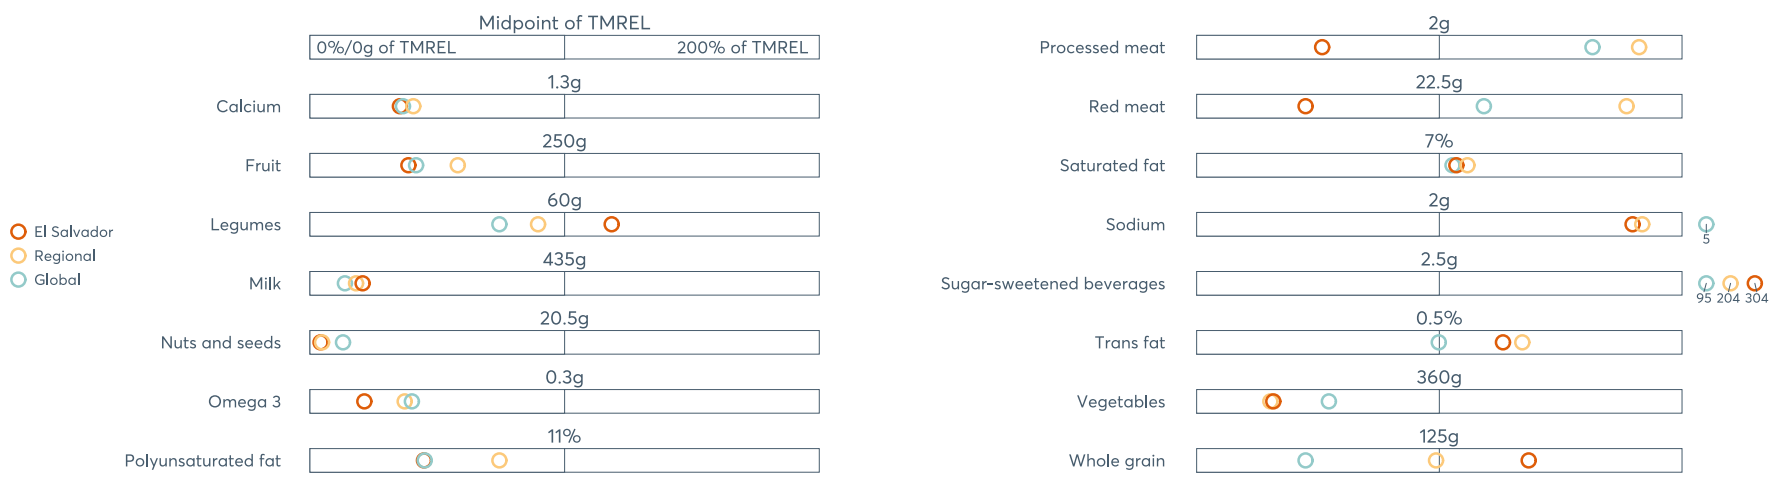 Midpoint of TMREL
0%/0g of TMREL 200% of TMREL
1.3g
Calcium
250g
Fruit
60g
Legumes
435g
Milk
20.5g
Nuts and seeds
0.3g
Omega 3
11%
Polyunsaturated fat
El Salvador
Regional
Global
2g
Processed meat
22.5g
Red meat
7%
Saturated fat
2g
Sodium
5
2.5g
Sugar-sweetened beverages
95 204 304
0.5%
Trans fat
360g
Vegetables
125g
Whole grain